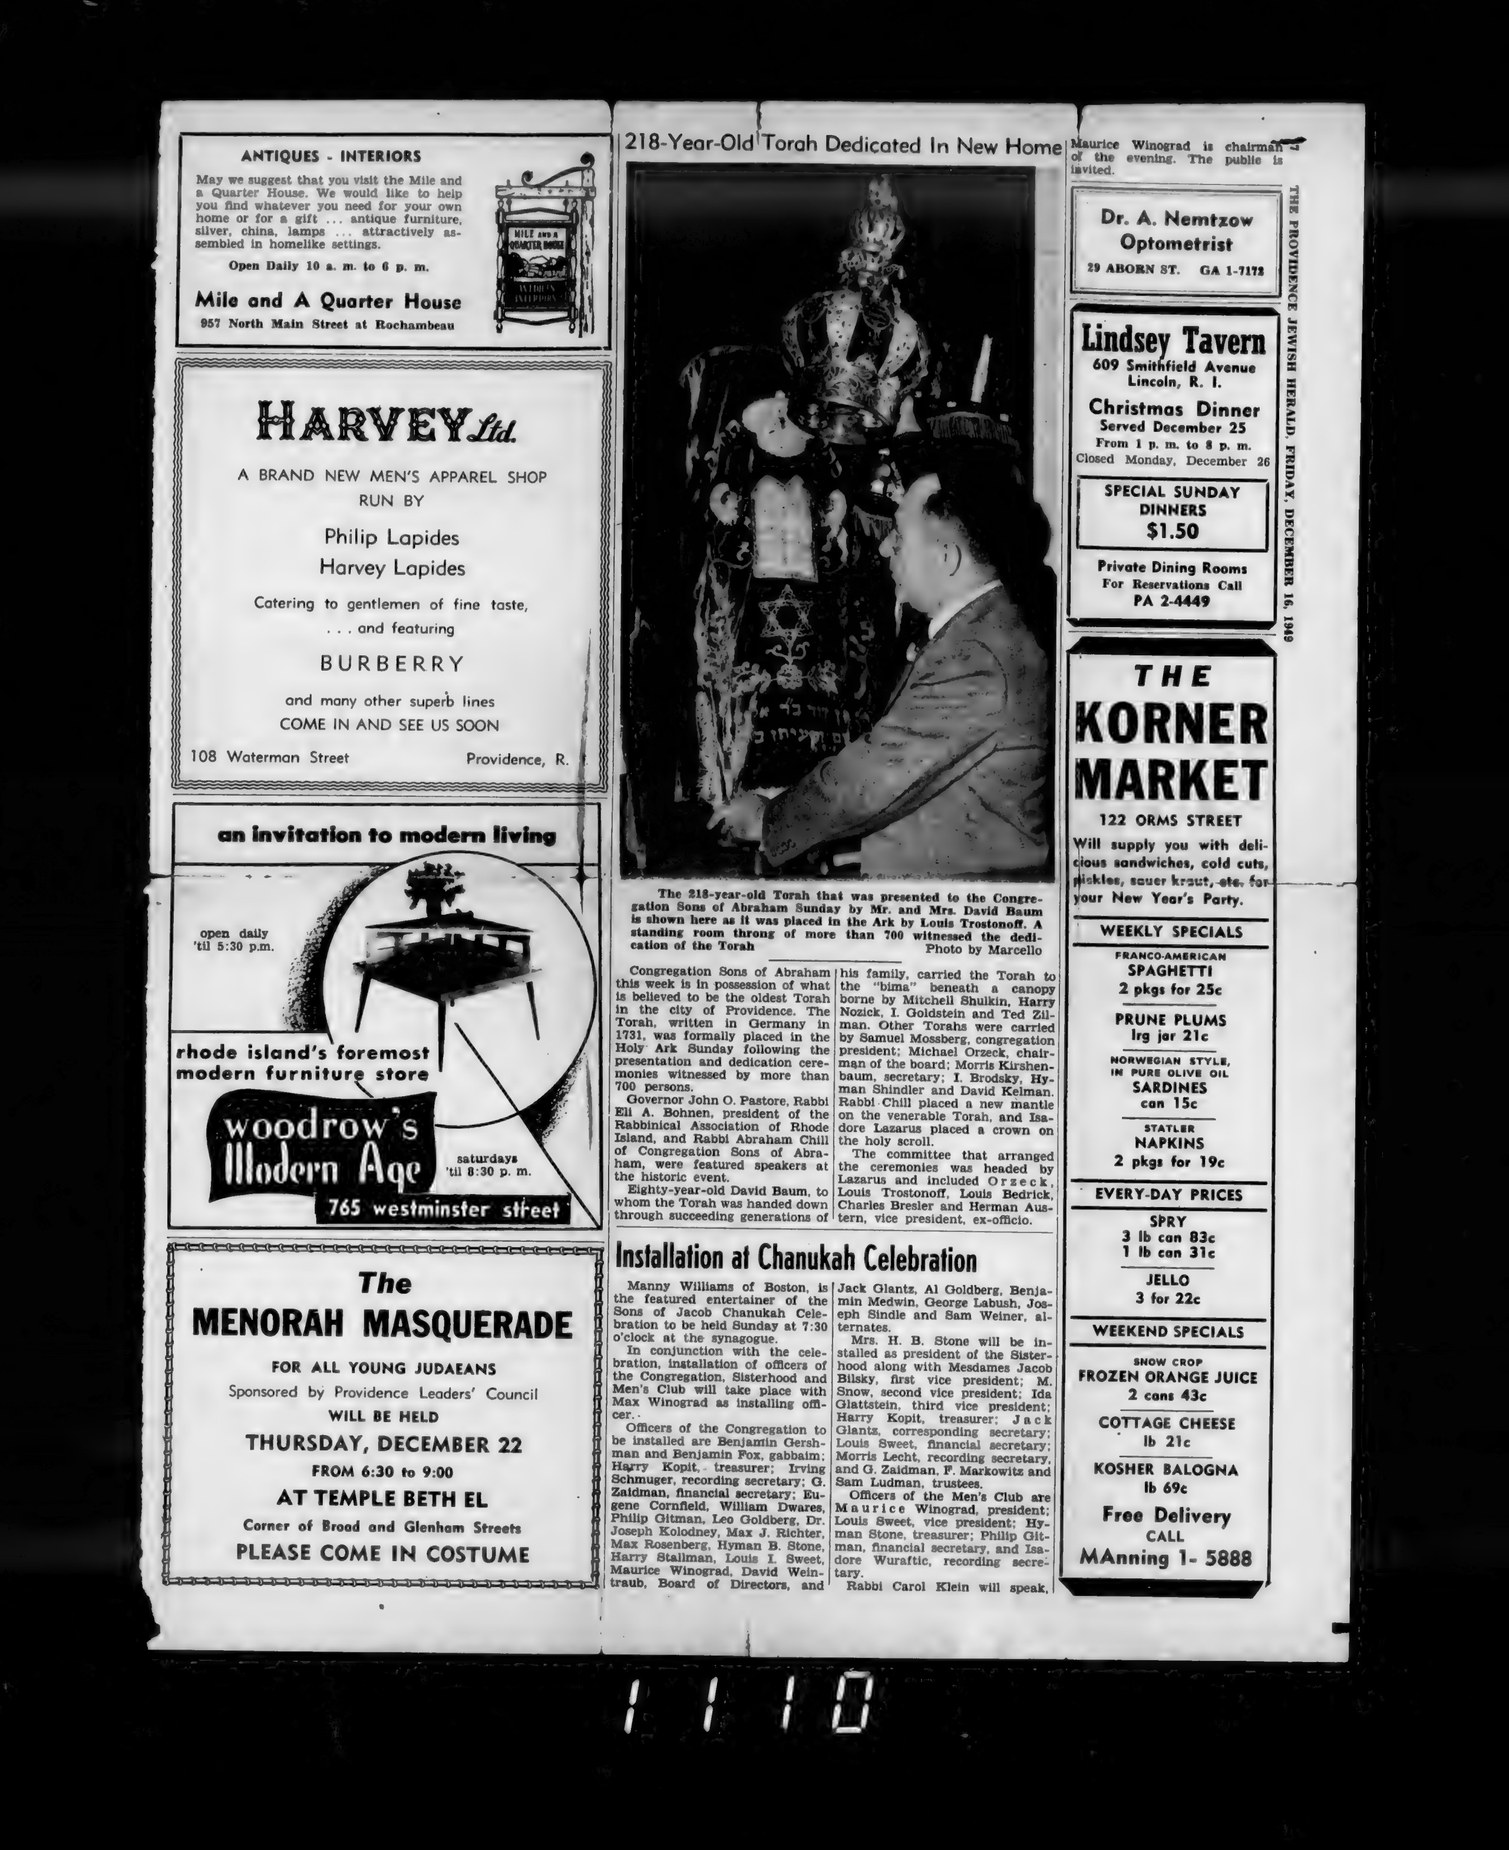 ANTIQUES - INTERIORS
May we suggest that you visit the Mile and
a Quarter House. We would like to help
you find whatever you need for your own
home or for a gift ... antique furniture,
silver, china, lamps ... attractively as-
sembled in homelike settings.
Open Daily 10 a. m. to 6 p. m.
Mile and A Quarter House
957 North Main Street at Rochambeau
MILE AND A
QUARTER HOUSE
ANTIQUES
INTERIORS
HARVEY Ltd.
A BRAND NEW MEN'S APPAREL SHOP
RUN BY
Philip Lapides
Harvey Lapides
Catering to gentlemen of fine taste,
. . . and featuring
BURBERRY
and many other superb lines
COME IN AND SEE US SOON
108 Waterman Street Providence, R.
an invitation to modern living
open daily
'til 5:30 p.m.
rhode island's foremost
modern furniture store
woodrow's
Modern Age
saturdays
'til 8:30 p. m.
765 westminster street
The
MENORAH MASQUERADE
FOR ALL YOUNG JUDAEANS
Sponsored by Providence Leaders' Council
WILL BE HELD
THURSDAY, DECEMBER 22
FROM 6:30 to 9:00
AT TEMPLE BETH EL
Corner of Broad and Glenham Streets
PLEASE COME IN COSTUME
218-Year-Old Torah Dedicated In New Home
The 218-year-old Torah that was presented to the Congre-
gation Sons of Abraham Sunday by Mr. and Mrs. David Baum
is shown here as it was placed in the Ark by Louis Trostonoff. A
standing room throng of more than 700 witnessed the dedi-
cation of the Torah Photo by Marcello
Congregation Sons of Abraham
this week is in possession of what
is believed to be the oldest Torah
in the city of Providence. The
Torah, written in Germany in
1731, was formally placed in the
Holy Ark Sunday following the
presentation and dedication cere-
monies witnessed by more than
700 persons.
Governor John O. Pastore, Rabbi
Eli A. Bohnen, president of the
Rabbinical Association of Rhode
Island, and Rabbi Abraham Chill
of Congregation Sons of Abra-
ham, were featured speakers at
the historic event.
Eighty-year-old David Baum, to
whom the Torah was handed down
through succeeding generations of
his family, carried the Torah to
the "bima" beneath a canopy
borne by Mitchell Shulkin, Harry
Nozick, I. Goldstein and Ted Zil-
man. Other Torahs were carried
by Samuel Mossberg, congregation
president; Michael Orzeck, chair-
man of the board; Morris Kirshen-
baum, secretary; I. Brodsky, Hy-
man Shindler and David Kelman.
Rabbi Chill placed a new mantle
on the venerable Torah, and Isa-
dore Lazarus placed a crown on
the holy scroll.
The committee that arranged
the ceremonies was headed by
Lazarus and included Orzeck,
Louis Trostonoff, Louis Bedrick,
Charles Bresler and Herman Aus-
tern, vice president, ex-officio.
Installation at Chanukah Celebration
Manny Williams of Boston, is
the featured entertainer of the
Sons of Jacob Chanukah Cele-
bration to be held Sunday at 7:30
o'clock at the synagogue.
In conjunction with the cele-
bration, installation of officers of
the Congregation, Sisterhood and
Men's Club will take place with
Max Winograd as installing offi-
cer.
Officers of the Congregation to
be installed are Benjamin Gersh-
man and Benjamin Fox, gabbaim;
Harry Kopit, treasurer; Irving
Schmuger, recording secretary; G.
Zaidman, financial secretary; Eu-
gene Cornfield, William Dwares,
Philip Gitman, Leo Goldberg, Dr.
Joseph Kolodney, Max J. Richter,
Max Rosenberg, Hyman B. Stone,
Harry Stallman, Louis I. Sweet,
Maurice Winograd, David Wein-
traub, Board of Directors, and
Jack Glantz, Al Goldberg, Benja-
min Medwin, George Labush, Jos-
eph Sindle and Sam Weiner, al-
ternates.
Mrs. H. B. Stone will be in-
stalled as president of the Sister-
hood along with Mesdames Jacob
Bilsky, first vice president; M.
Snow, second vice president; Ida
Glattstein, third vice president;
Harry Kopit, treasurer; Jack
Glantz, corresponding secretary;
Louis Sweet, financial secretary;
Morris Lecht, recording secretary,
and G. Zaidman, F. Markowitz and
Sam Ludman, trustees.
Officers of the Men's Club are
Maurice Winograd, president;
Louis Sweet, vice president; Hy-
man Stone, treasurer; Philip Git-
man, financial secretary, and Isa-
dore Wuraftic, recording secre-
tary.
Rabbi Carol Klein will speak,
Maurice Winograd is chairman
of the evening. The public is
invited.
7
THE PROVIDENCE JEWISH HERALD, FRIDAY, DECEMBER 16, 1949
Dr. A. Nemtzow
Optometrist
29 ABORN ST. GA 1-7172
Lindsey Tavern
609 Smithfield Avenue
Lincoln, R. I.
Christmas Dinner
Served December 25
From 1 p. m. to 8 p. m.
Closed Monday, December 26
SPECIAL SUNDAY
DINNERS
$1.50
Private Dining Rooms
For Reservations Call
PA 2-4449
THE
KORNER
MARKET
122 ORMS STREET
Will supply you with deli-
cious sandwiches, cold cuts,
pickles, sauer kraut, etc. for
your New Year's Party.
WEEKLY SPECIALS
FRANCO-AMERICAN
SPAGHETTI
2 pkgs for 25c
PRUNE PLUMS
lrg jar 21c
NORWEGIAN STYLE,
IN PURE OLIVE OIL
SARDINES
can 15c
STATLER
NAPKINS
2 pkgs for 19c
EVERY-DAY PRICES
SPRY
3 lb can 83c
1 lb can 31c
JELLO
3 for 22c
WEEKEND SPECIALS
SNOW CROP
FROZEN ORANGE JUICE
2 cans 43c
COTTAGE CHEESE
lb 21c
KOSHER BALOGNA
lb 69c
Free Delivery
CALL
MAnning 1- 5888
1110